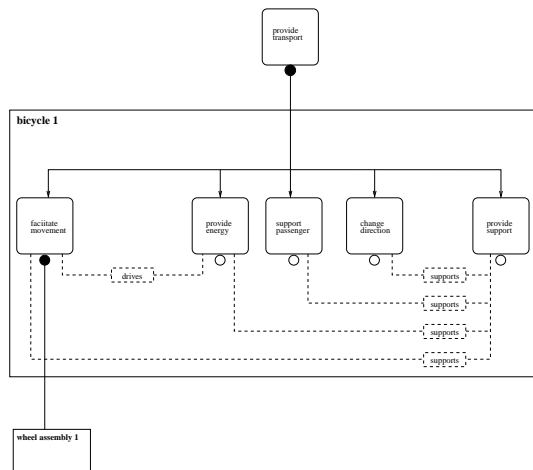 provide
transport
bicycle 1
faciitate
movement
provide
energy
support
passenger
change
direction
provide
support
drives
supports
supports
supports
supports
wheel assembly 1